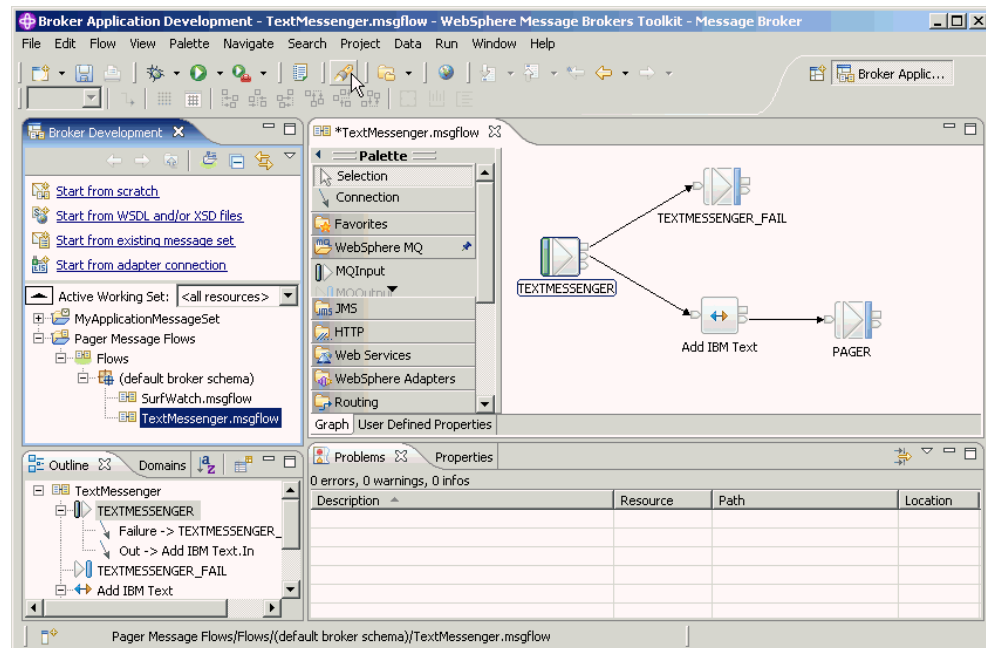 Broker Application Development - TextMessenger.msgflow - WebSphere Message Brokers Toolkit - Message Broker
File Edit Flow View Palette Navigate Search Project Data Run Window Help
Broker Applic...
Broker Development
Start from scratch
Start from WSDL and/or XSD files
Start from existing message set
Start from adapter connection
Active Working Set: <all resources>
MyApplicationMessageSet
Pager Message Flows
Flows
(default broker schema)
SurfWatch.msgflow
TextMessenger.msgflow
*TextMessenger.msgflow
Palette
Selection
Connection
Favorites
WebSphere MQ
MQInput
MQOutput
JMS
HTTP
Web Services
WebSphere Adapters
Routing
Graph User Defined Properties
TEXTMESSENGER_FAIL
TEXTMESSENGER
Add IBM Text
PAGER
Outline Domains
TextMessenger
TEXTMESSENGER
Failure -> TEXTMESSENGER_
Out -> Add IBM Text.In
TEXTMESSENGER_FAIL
Add IBM Text
Problems Properties
0 errors, 0 warnings, 0 infos
Description Resource Path Location
Pager Message Flows/Flows/(default broker schema)/TextMessenger.msgflow